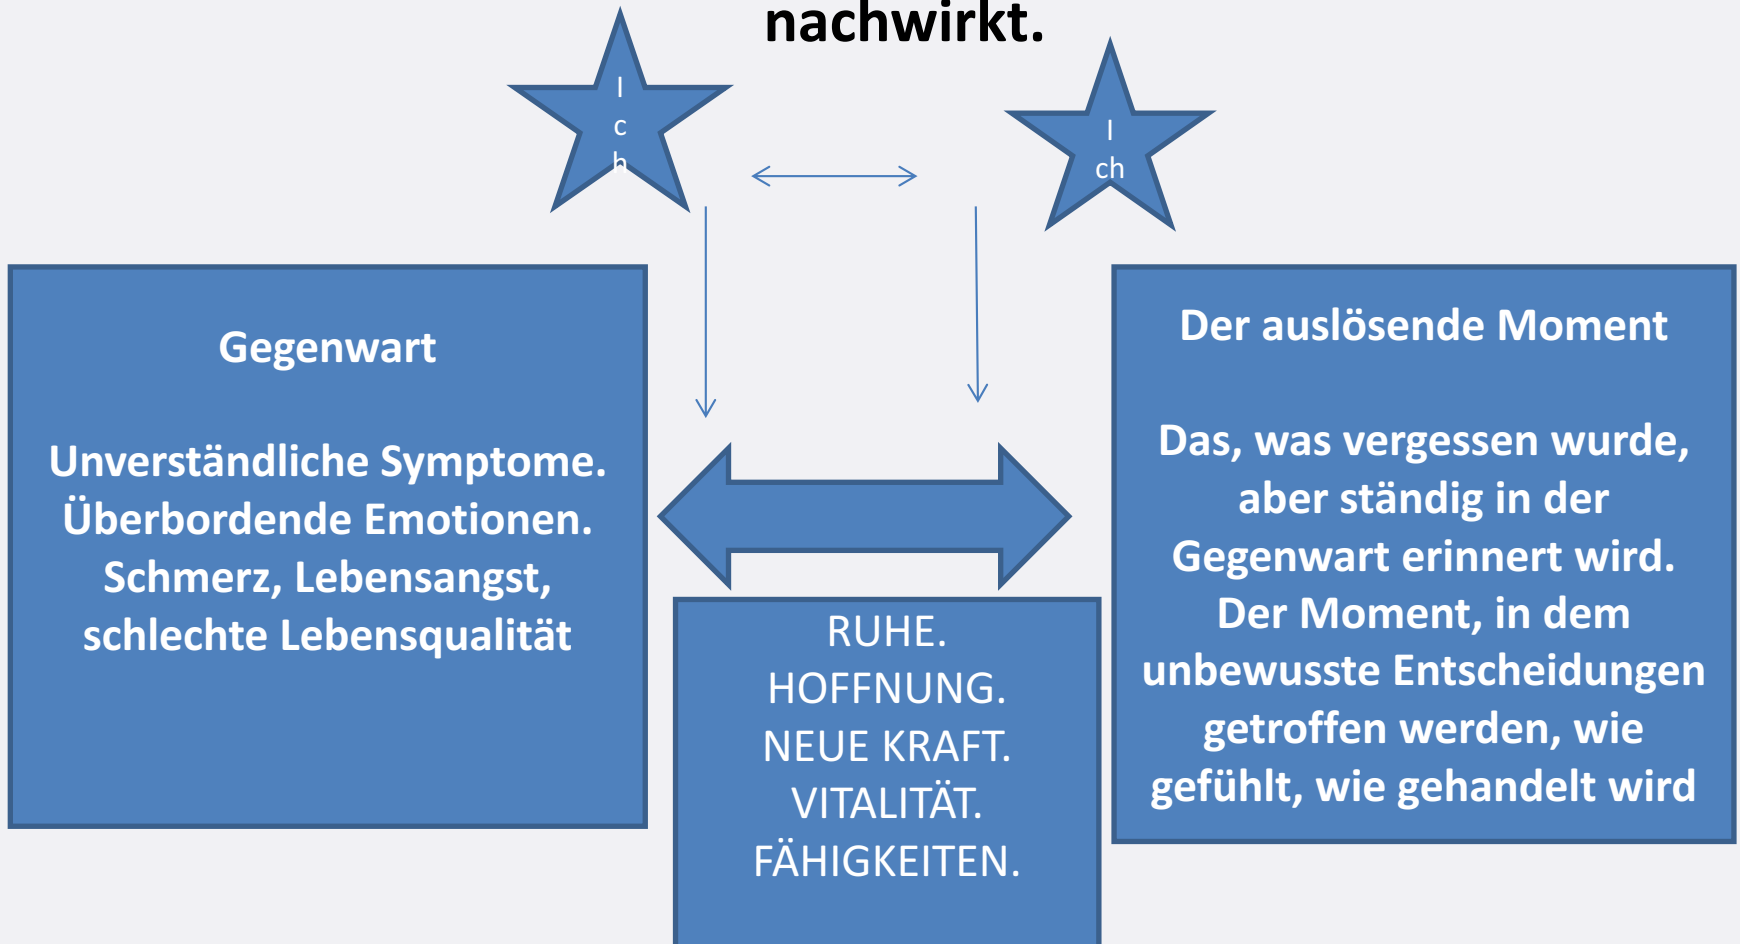 nachwirkt.
I
c
h
I
ch
Gegenwart
Unverständliche Symptome.
Überbordende Emotionen.
Schmerz, Lebensangst,
schlechte Lebensqualität
Der auslösende Moment
Das, was vergessen wurde,
aber ständig in der
Gegenwart erinnert wird.
Der Moment, in dem
unbewusste Entscheidungen
getroffen werden, wie
gefühlt, wie gehandelt wird
RUHE.
HOFFNUNG.
NEUE KRAFT.
VITALITÄT.
FÄHIGKEITEN.